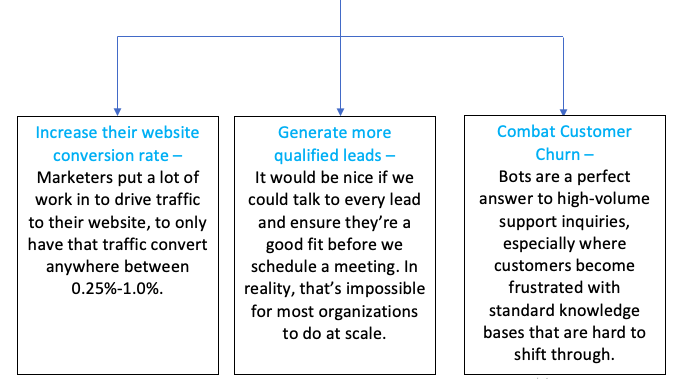 Increase their website
conversion rate –
Marketers put a lot of
work in to drive traffic
to their website, to only
have that traffic convert
anywhere between
0.25%-1.0%.
Generate more
qualified leads –
It would be nice if we
could talk to every lead
and ensure they’re a
good fit before we
schedule a meeting. In
reality, that’s impossible
for most organizations
to do at scale.
Combat Customer
Churn –
Bots are a perfect
answer to high-volume
support inquiries,
especially where
customers become
frustrated with
standard knowledge
bases that are hard to
shift through.